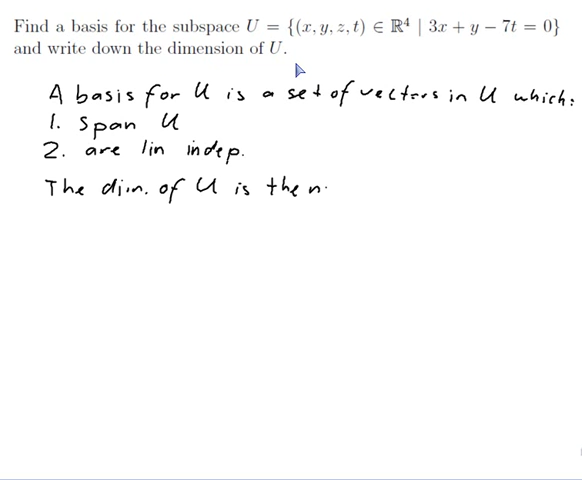 Find a basis for the subspace U = {(x, y, z, t) ∈ ℝ⁴ | 3x + y − 7t = 0}
and write down the dimension of U.
A basis for U is a set of vectors in U which:
1. Span U
2. are lin indep.
The dim. of U is the n.